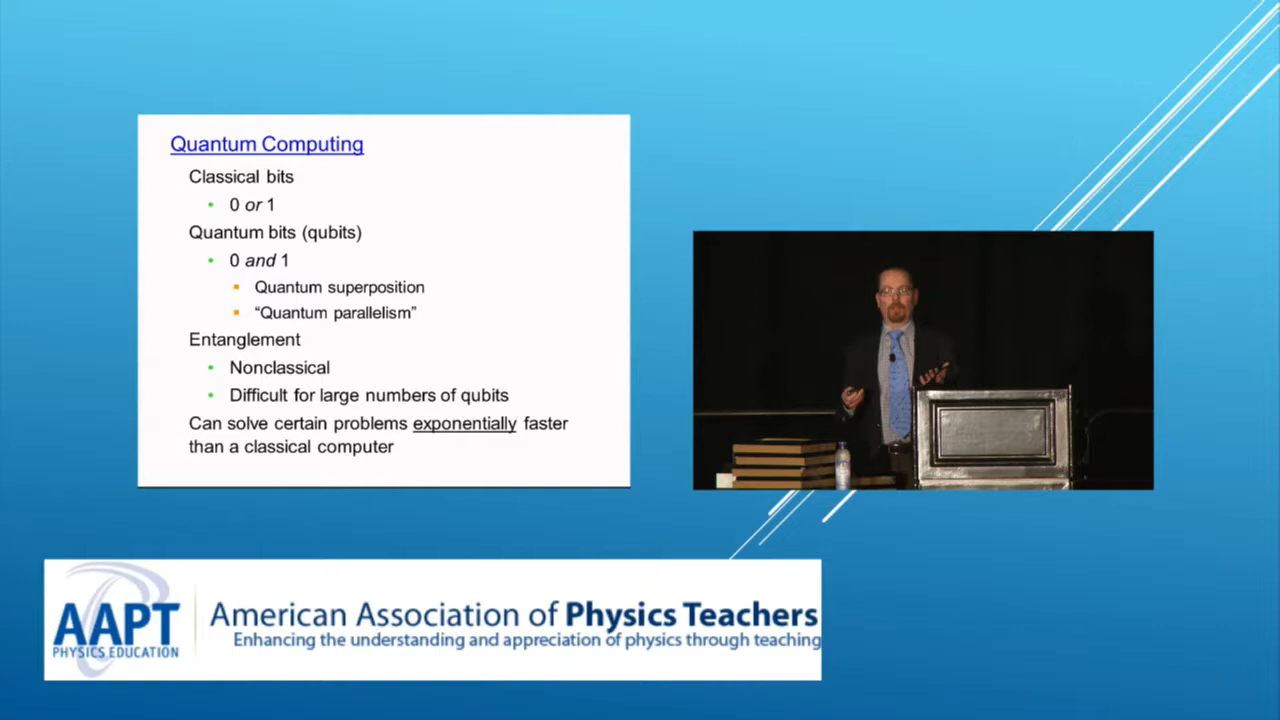 Quantum Computing
Classical bits
• 0 or 1
Quantum bits (qubits)
• 0 and 1
▪ Quantum superposition
▪ “Quantum parallelism”
Entanglement
• Nonclassical
• Difficult for large numbers of qubits
Can solve certain problems exponentially faster
than a classical computer
AAPT
PHYSICS EDUCATION
American Association of Physics Teachers
Enhancing the understanding and appreciation of physics through teaching